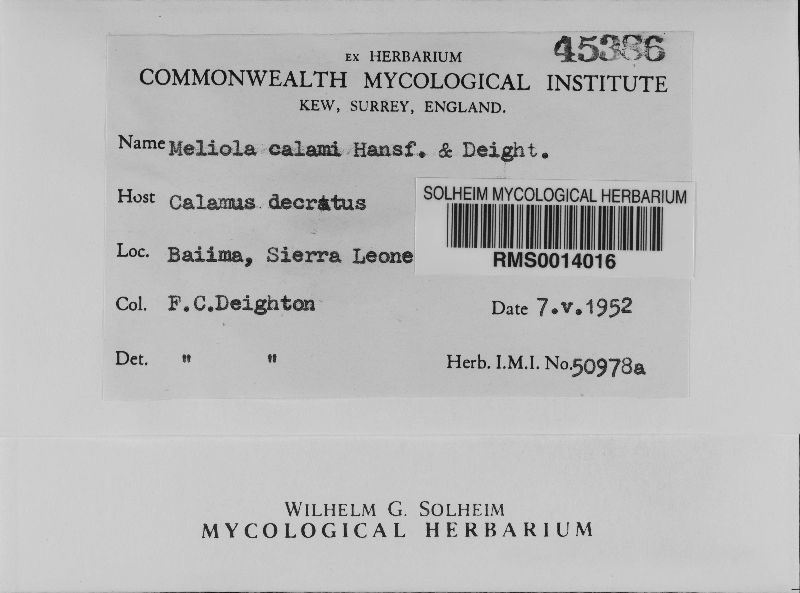 EX HERBARIUM 45386
COMMONWEALTH MYCOLOGICAL INSTITUTE
KEW, SURREY, ENGLAND.
Name Meliola calami Hansf. & Deight.
Host Calamus decratus
SOLHEIM MYCOLOGICAL HERBARIUM
RMS0014016
Loc. Baiima, Sierra Leone
Col. F.C.Deighton Date 7.v.1952
Det. " " Herb. I.M.I. No.50978a
WILHELM G. SOLHEIM
MYCOLOGICAL HERBARIUM